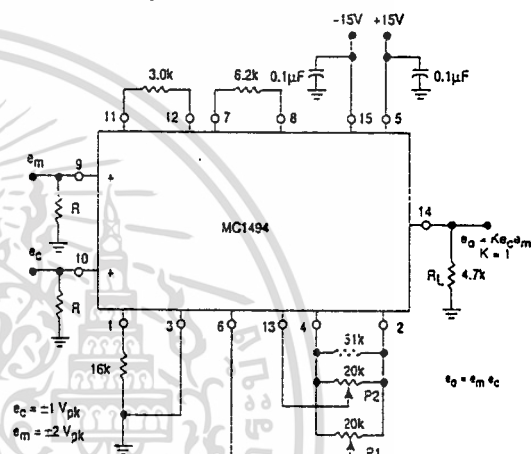 -15V +15V
3.0k
6.2k
0.1µF
0.1µF
11
12
7
8
15
5
em
9
+
R
MC1494
14
eo = Kecem
K = 1
RL
4.7k
ec
10
+
R
1
3
6
13
4
2
16k
51k
20k
P2
20k
P1
eo = em ec
ec = ±1 Vpk
em = ±2 Vpk